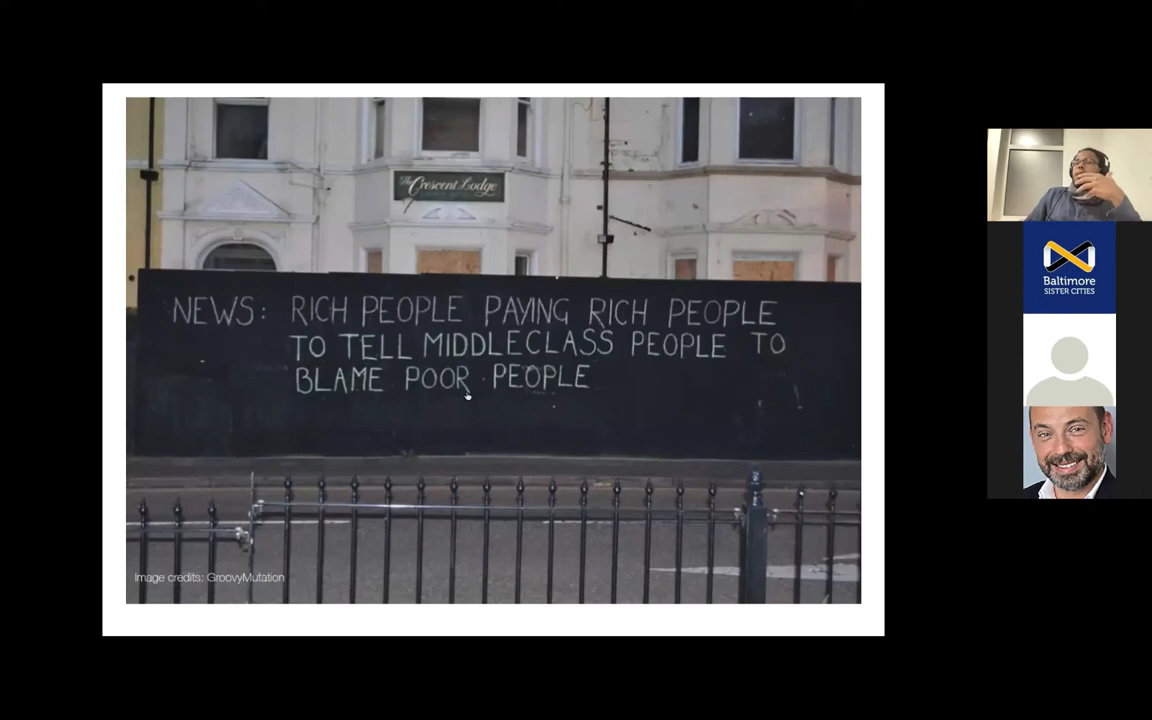 The Crescent Lodge
NEWS: RICH PEOPLE PAYING RICH PEOPLE
TO TELL MIDDLECLASS PEOPLE TO
BLAME POOR PEOPLE
Image credits: GroovyMutation
Baltimore
SISTER CITIES